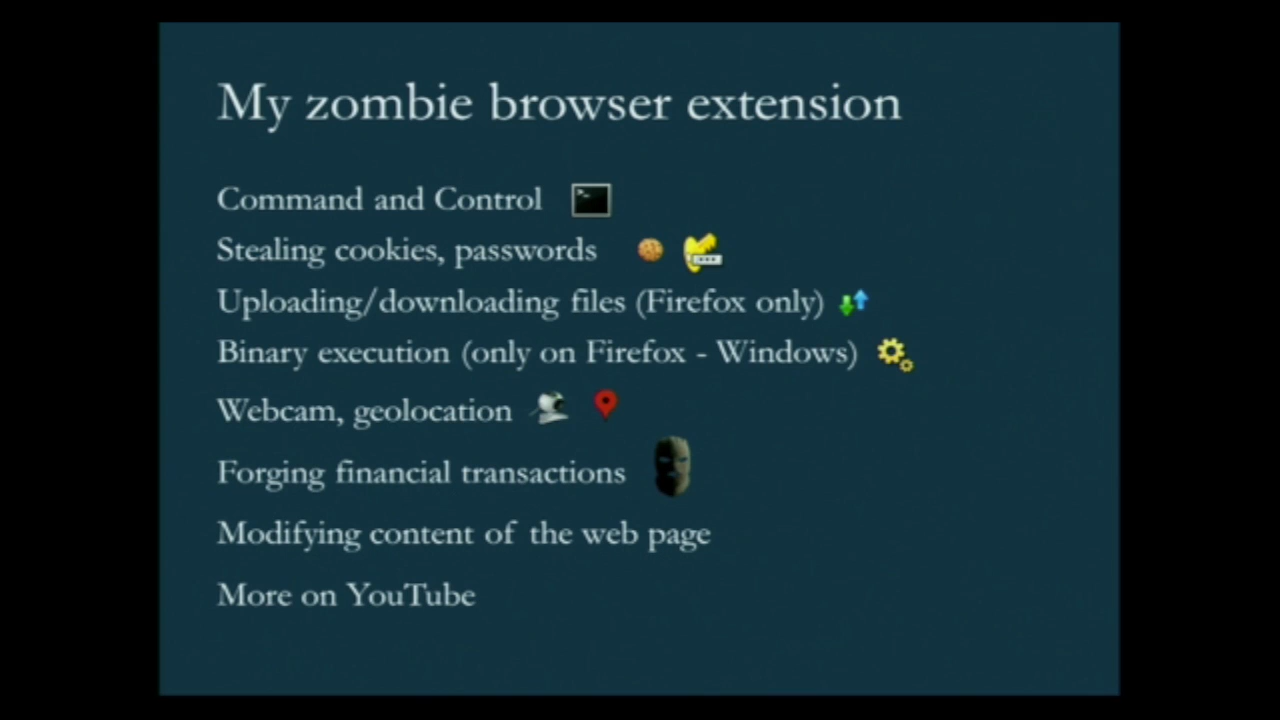 My zombie browser extension
Command and Control
Stealing cookies, passwords
Uploading/downloading files (Firefox only)
Binary execution (only on Firefox - Windows)
Webcam, geolocation
Forging financial transactions
Modifying content of the web page
More on YouTube